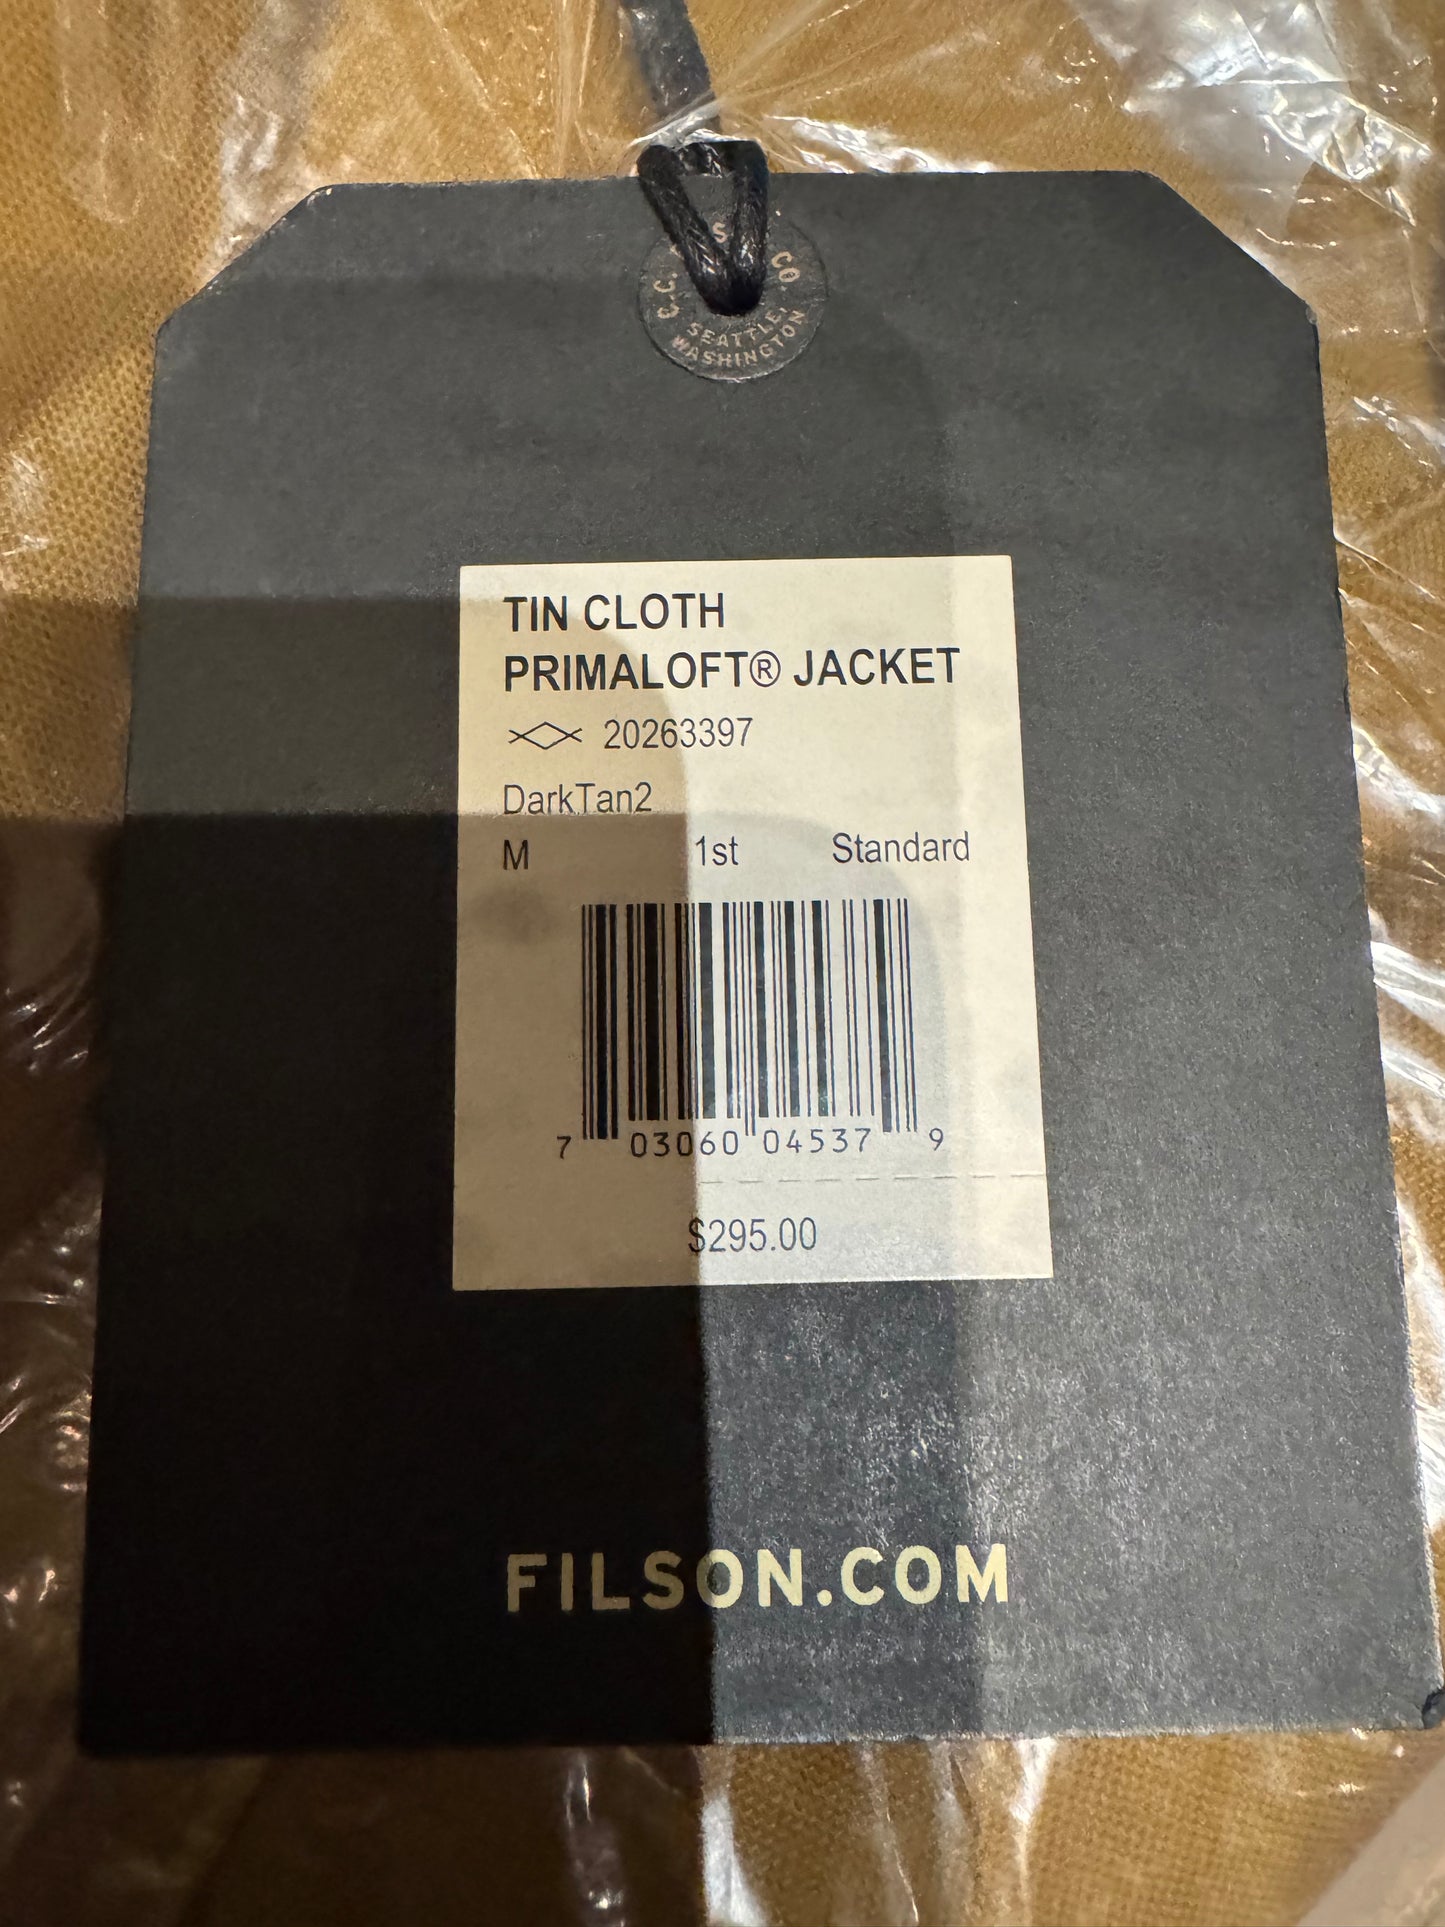 C.C. CO.
SEATTLE,
WASHINGTON
TIN CLOTH
PRIMALOFT® JACKET
20263397
DarkTan2
M 1st Standard
7 03060 04537 9
$295.00
FILSON.COM